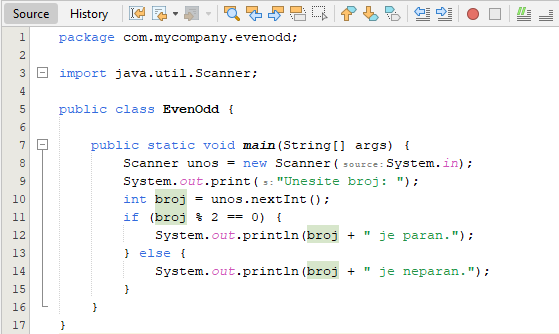 Source History
1 package com.mycompany.evenodd;
2
3 import java.util.Scanner;
4
5 public class EvenOdd {
6
7 public static void main(String[] args) {
8 Scanner unos = new Scanner( source: System.in);
9 System.out.print( s: "Unesite broj: ");
10 int broj = unos.nextInt();
11 if (broj % 2 == 0) {
12 System.out.println(broj + " je paran.");
13 } else {
14 System.out.println(broj + " je neparan.");
15 }
16 }
17 }